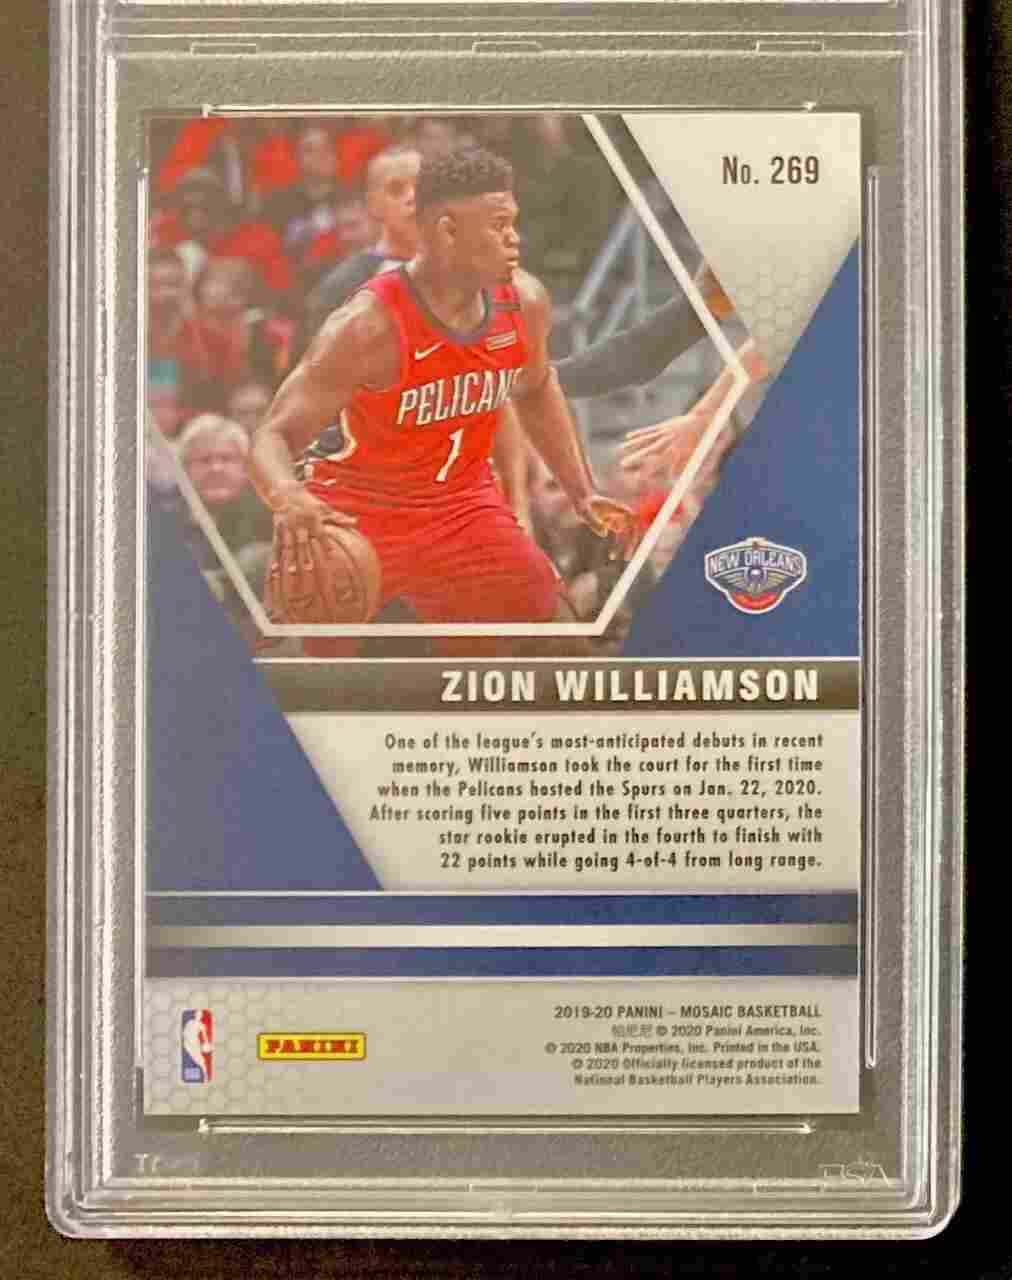 No. 269
PELICANS
1
NEW ORLEANS
ZION WILLIAMSON
One of the league's most-anticipated debuts in recent
memory, Williamson took the court for the first time
when the Pelicans hosted the Spurs on Jan. 22, 2020.
After scoring five points in the first three quarters, the
star rookie erupted in the fourth to finish with
22 points while going 4-of-4 from long range.
2019-20 PANINI – MOSAIC BASKETBALL
帕尼尼 © 2020 Panini America, Inc.
© 2020 NBA Properties, Inc. Printed in the USA.
© 2020 Officially licensed product of the
National Basketball Players Association.
PANINI
PSA